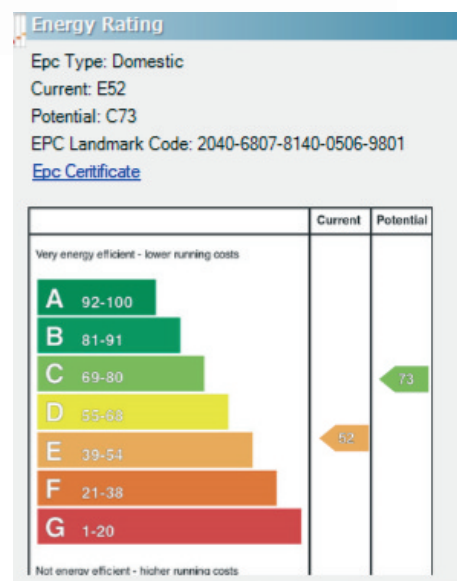 Energy Rating
Epc Type: Domestic
Current: E52
Potential: C73
EPC Landmark Code: 2040-6807-8140-0506-9801
Epc Ceritificate
Current Potential
Very energy efficient - lower running costs
A 92-100
B 81-91
C 69-80
73
D 55-68
52
E 39-54
F 21-38
G 1-20
Not energy efficient - higher running costs